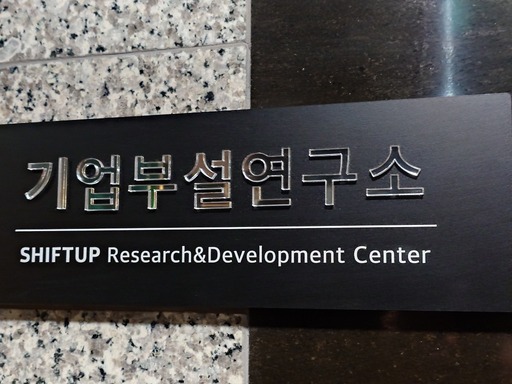 기업부설연구소
SHIFTUP Research&Development Center